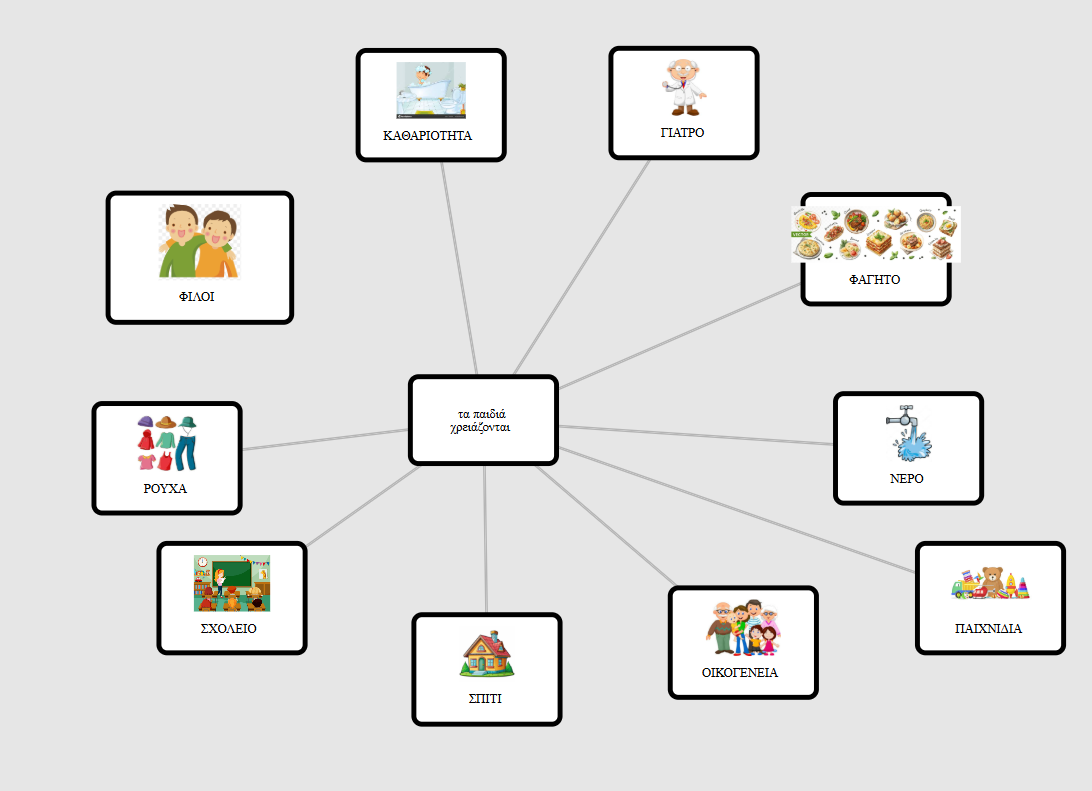 ΚΑΘΑΡΙΟΤΗΤΑ
ΓΙΑΤΡΟ
ΦΙΛΟΙ
ΦΑΓΗΤΟ
τα παιδιά
χρειάζονται
ΡΟΥΧΑ
ΝΕΡΟ
ΣΧΟΛΕΙΟ
ΠΑΙΧΝΙΔΙΑ
ΣΠΙΤΙ
ΟΙΚΟΓΕΝΕΙΑ